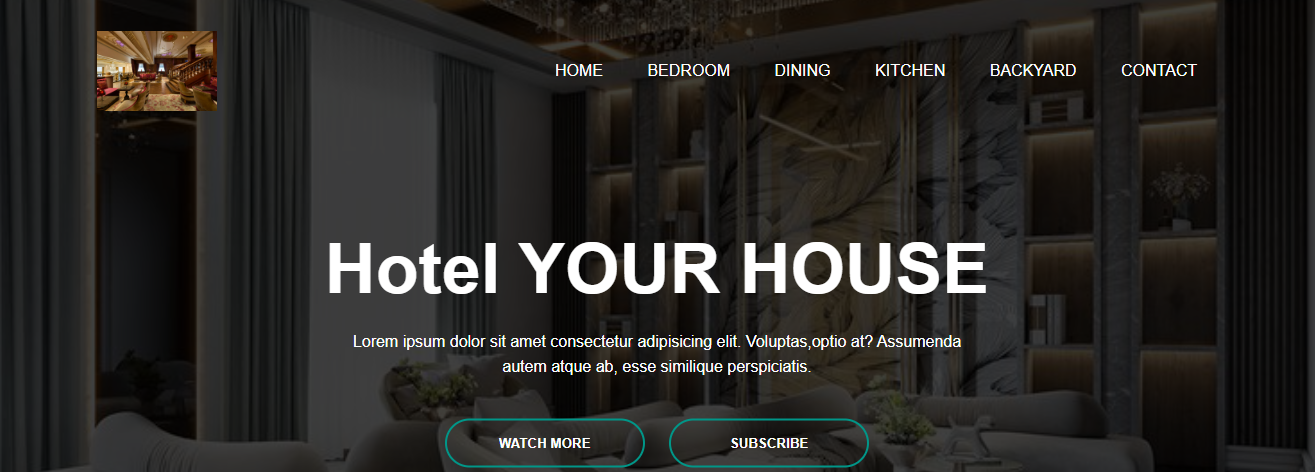 HOME BEDROOM DINING KITCHEN BACKYARD CONTACT
Hotel YOUR HOUSE
Lorem ipsum dolor sit amet consectetur adipisicing elit. Voluptas,optio at? Assumenda
autem atque ab, esse similique perspiciatis.
WATCH MORE SUBSCRIBE